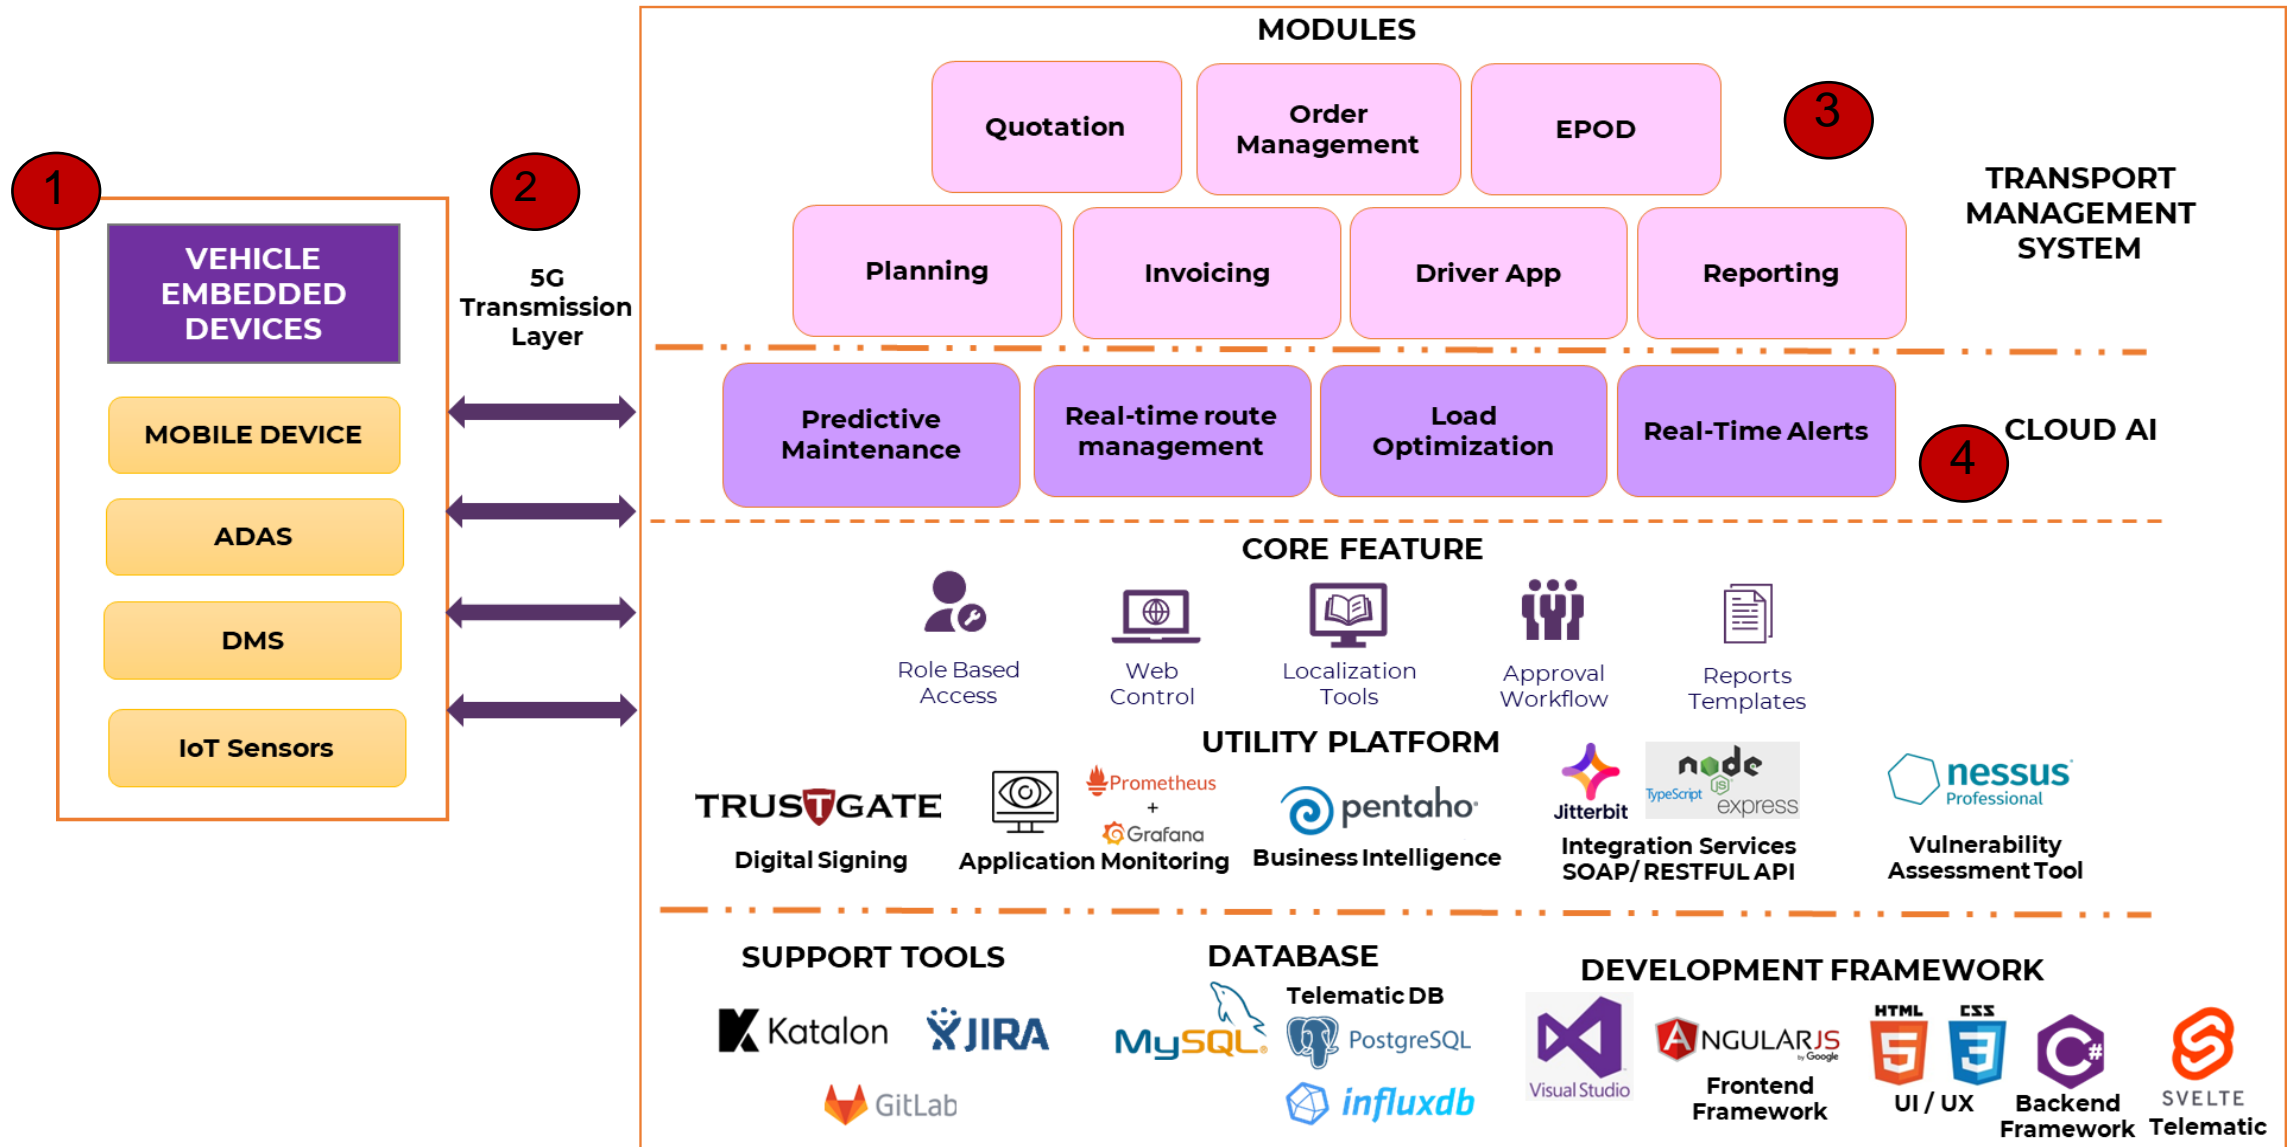 MODULES
Quotation
Order
Management
EPOD
3
TRANSPORT
MANAGEMENT
SYSTEM
Planning
Invoicing
Driver App
Reporting
1
VEHICLE
EMBEDDED
DEVICES
MOBILE DEVICE
ADAS
DMS
IoT Sensors
2
5G
Transmission
Layer
Predictive
Maintenance
Real-time route
management
Load
Optimization
Real-Time Alerts
4
CLOUD AI
CORE FEATURE
Role Based
Access
Web
Control
Localization
Tools
Approval
Workflow
Reports
Templates
UTILITY PLATFORM
TRUSTGATE
Digital Signing
Prometheus
+
Grafana
Application Monitoring
pentaho
Business Intelligence
Jitterbit
node
JS
TypeScript
express
Integration Services
SOAP/ RESTFUL API
nessus
Professional
Vulnerability
Assessment Tool
SUPPORT TOOLS
Katalon
JIRA
GitLab
DATABASE
Telematic DB
MySQL
PostgreSQL
influxdb
DEVELOPMENT FRAMEWORK
Visual Studio
ANGULARJS
by Google
Frontend
Framework
HTML
5
CSS
3
UI / UX
C#
Backend
Framework
SVELTE
Telematic